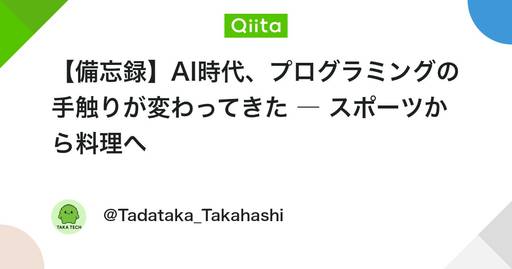 Qiita
【備忘録】AI時代、プログラミングの
手触りが変わってきた ― スポーツか
ら料理へ
TAKA TECH
@Tadataka_Takahashi